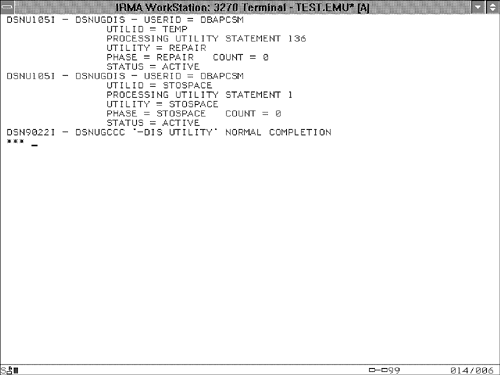 IRMA WorkStation: 3270 Terminal - TEST.EMU* [A]
DSNU105I - DSNUGDIS - USERID = DBAPCSM
UTILID = TEMP
PROCESSING UTILITY STATEMENT 136
UTILITY = REPAIR
PHASE = REPAIR COUNT = 0
STATUS = ACTIVE
DSNU105I - DSNUGDIS - USERID = DBAPCSM
UTILID = STOSPACE
PROCESSING UTILITY STATEMENT 1
UTILITY = STOSPACE
PHASE = STOSPACE COUNT = 0
STATUS = ACTIVE
DSN9022I - DSNUGCCC '-DIS UTILITY' NORMAL COMPLETION
*** _
99 014/006